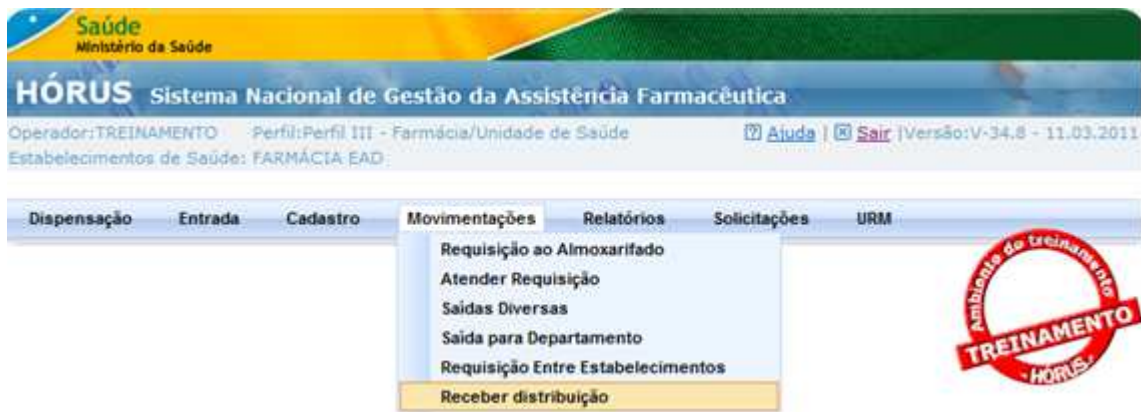 Saúde
Ministério da Saúde
HÓRUS Sistema Nacional de Gestão da Assistência Farmacêutica
Operador:TREINAMENTO Perfil:Perfil III - Farmácia/Unidade de Saúde Ajuda | Sair |Versão:V-34.8 - 11.03.2011
Estabelecimentos de Saúde: FARMÁCIA EAD
Dispensação Entrada Cadastro Movimentações Relatórios Solicitações URM
Requisição ao Almoxarifado
Atender Requisição
Saídas Diversas
Saída para Departamento
Requisição Entre Estabelecimentos
Receber distribuição
Ambiente de treinamento
TREINAMENTO
- HÓRUS -